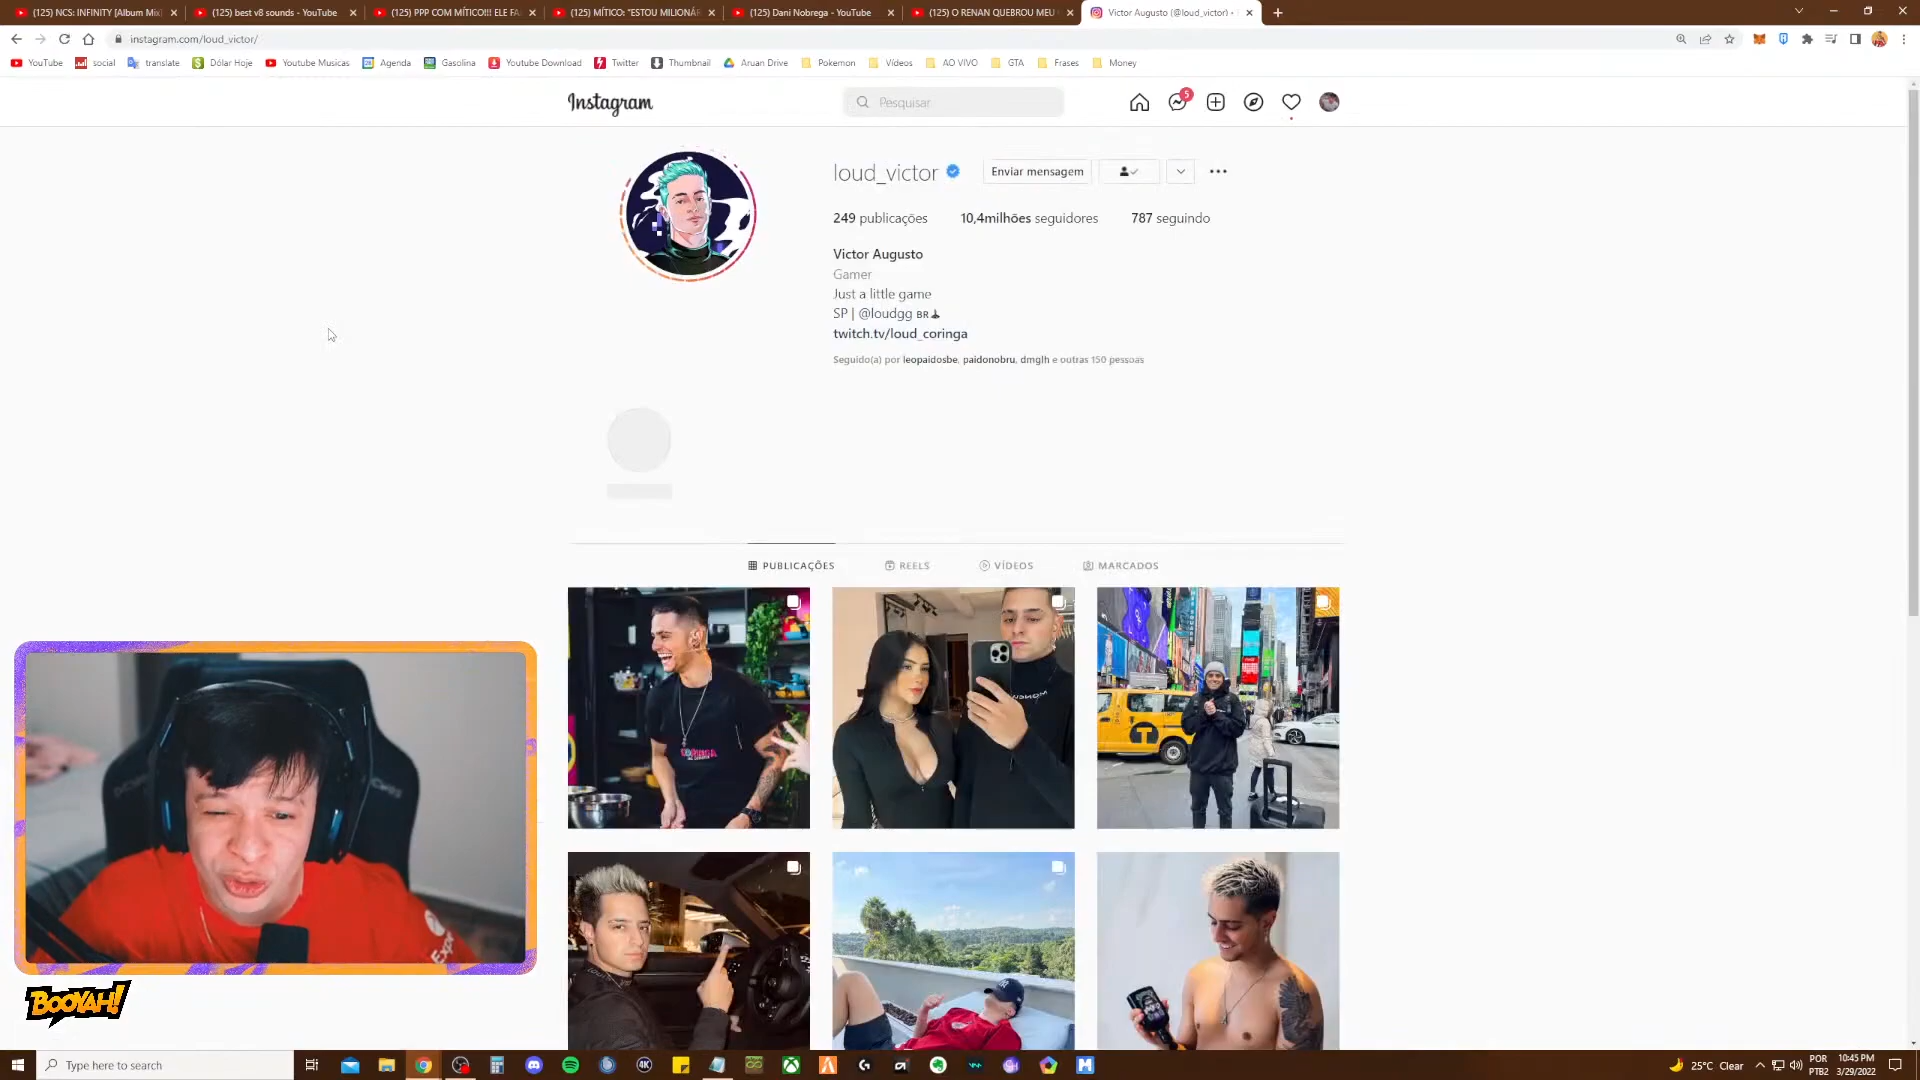 (125) NCS: INFINITY [Album Mix]
(125) best v8 sounds - YouTube
(125) PPP COM MÍTICO!!! ELE FA
(125) MÍTICO: "ESTOU MILIONÁR
(125) Dani Nobrega - YouTube
(125) O RENAN QUEBROU MEU
Victor Augusto (@loud_victor) •
instagram.com/loud_victor/
YouTube
social
translate
Dólar Hoje
Youtube Musicas
Agenda
Gasolina
Youtube Download
Twitter
Thumbnail
Aruan Drive
Pokemon
Vídeos
AO VIVO
GTA
Frases
Money
Instagram
Pesquisar
5
loud_victor
Enviar mensagem
249 publicações 10,4milhões seguidores 787 seguindo
Victor Augusto
Gamer
Just a little game
SP | @loudgg BR
twitch.tv/loud_coringa
Seguido(a) por leopaidosbe, paidonobru, dmglh e outras 150 pessoas
PUBLICAÇÕES
REELS
VÍDEOS
MARCADOS
T
BOOYAH!
Type here to search
4K
25°C Clear
POR
PTB2
10:45 PM
3/29/2022